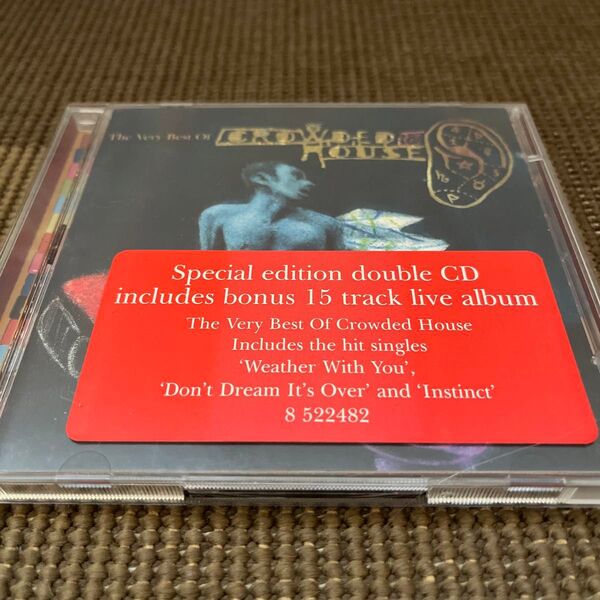 The Very Best Of CROWDED HOUSE
Special edition double CD
includes bonus 15 track live album
The Very Best Of Crowded House
Includes the hit singles
‘Weather With You’,
‘Don’t Dream It’s Over’ and ‘Instinct’
8 522482